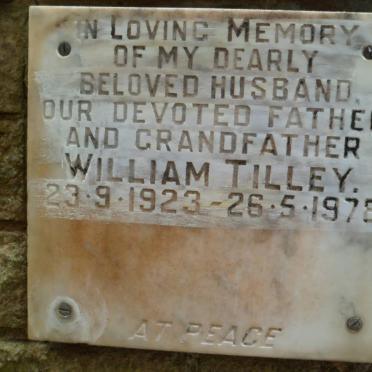 IN LOVING MEMORY
OF MY DEARLY
BELOVED HUSBAND,
OUR DEVOTED FATHER
AND GRANDFATHER
WILLIAM TILLEY.
23·9·1923 - 26·5·197
AT PEACE